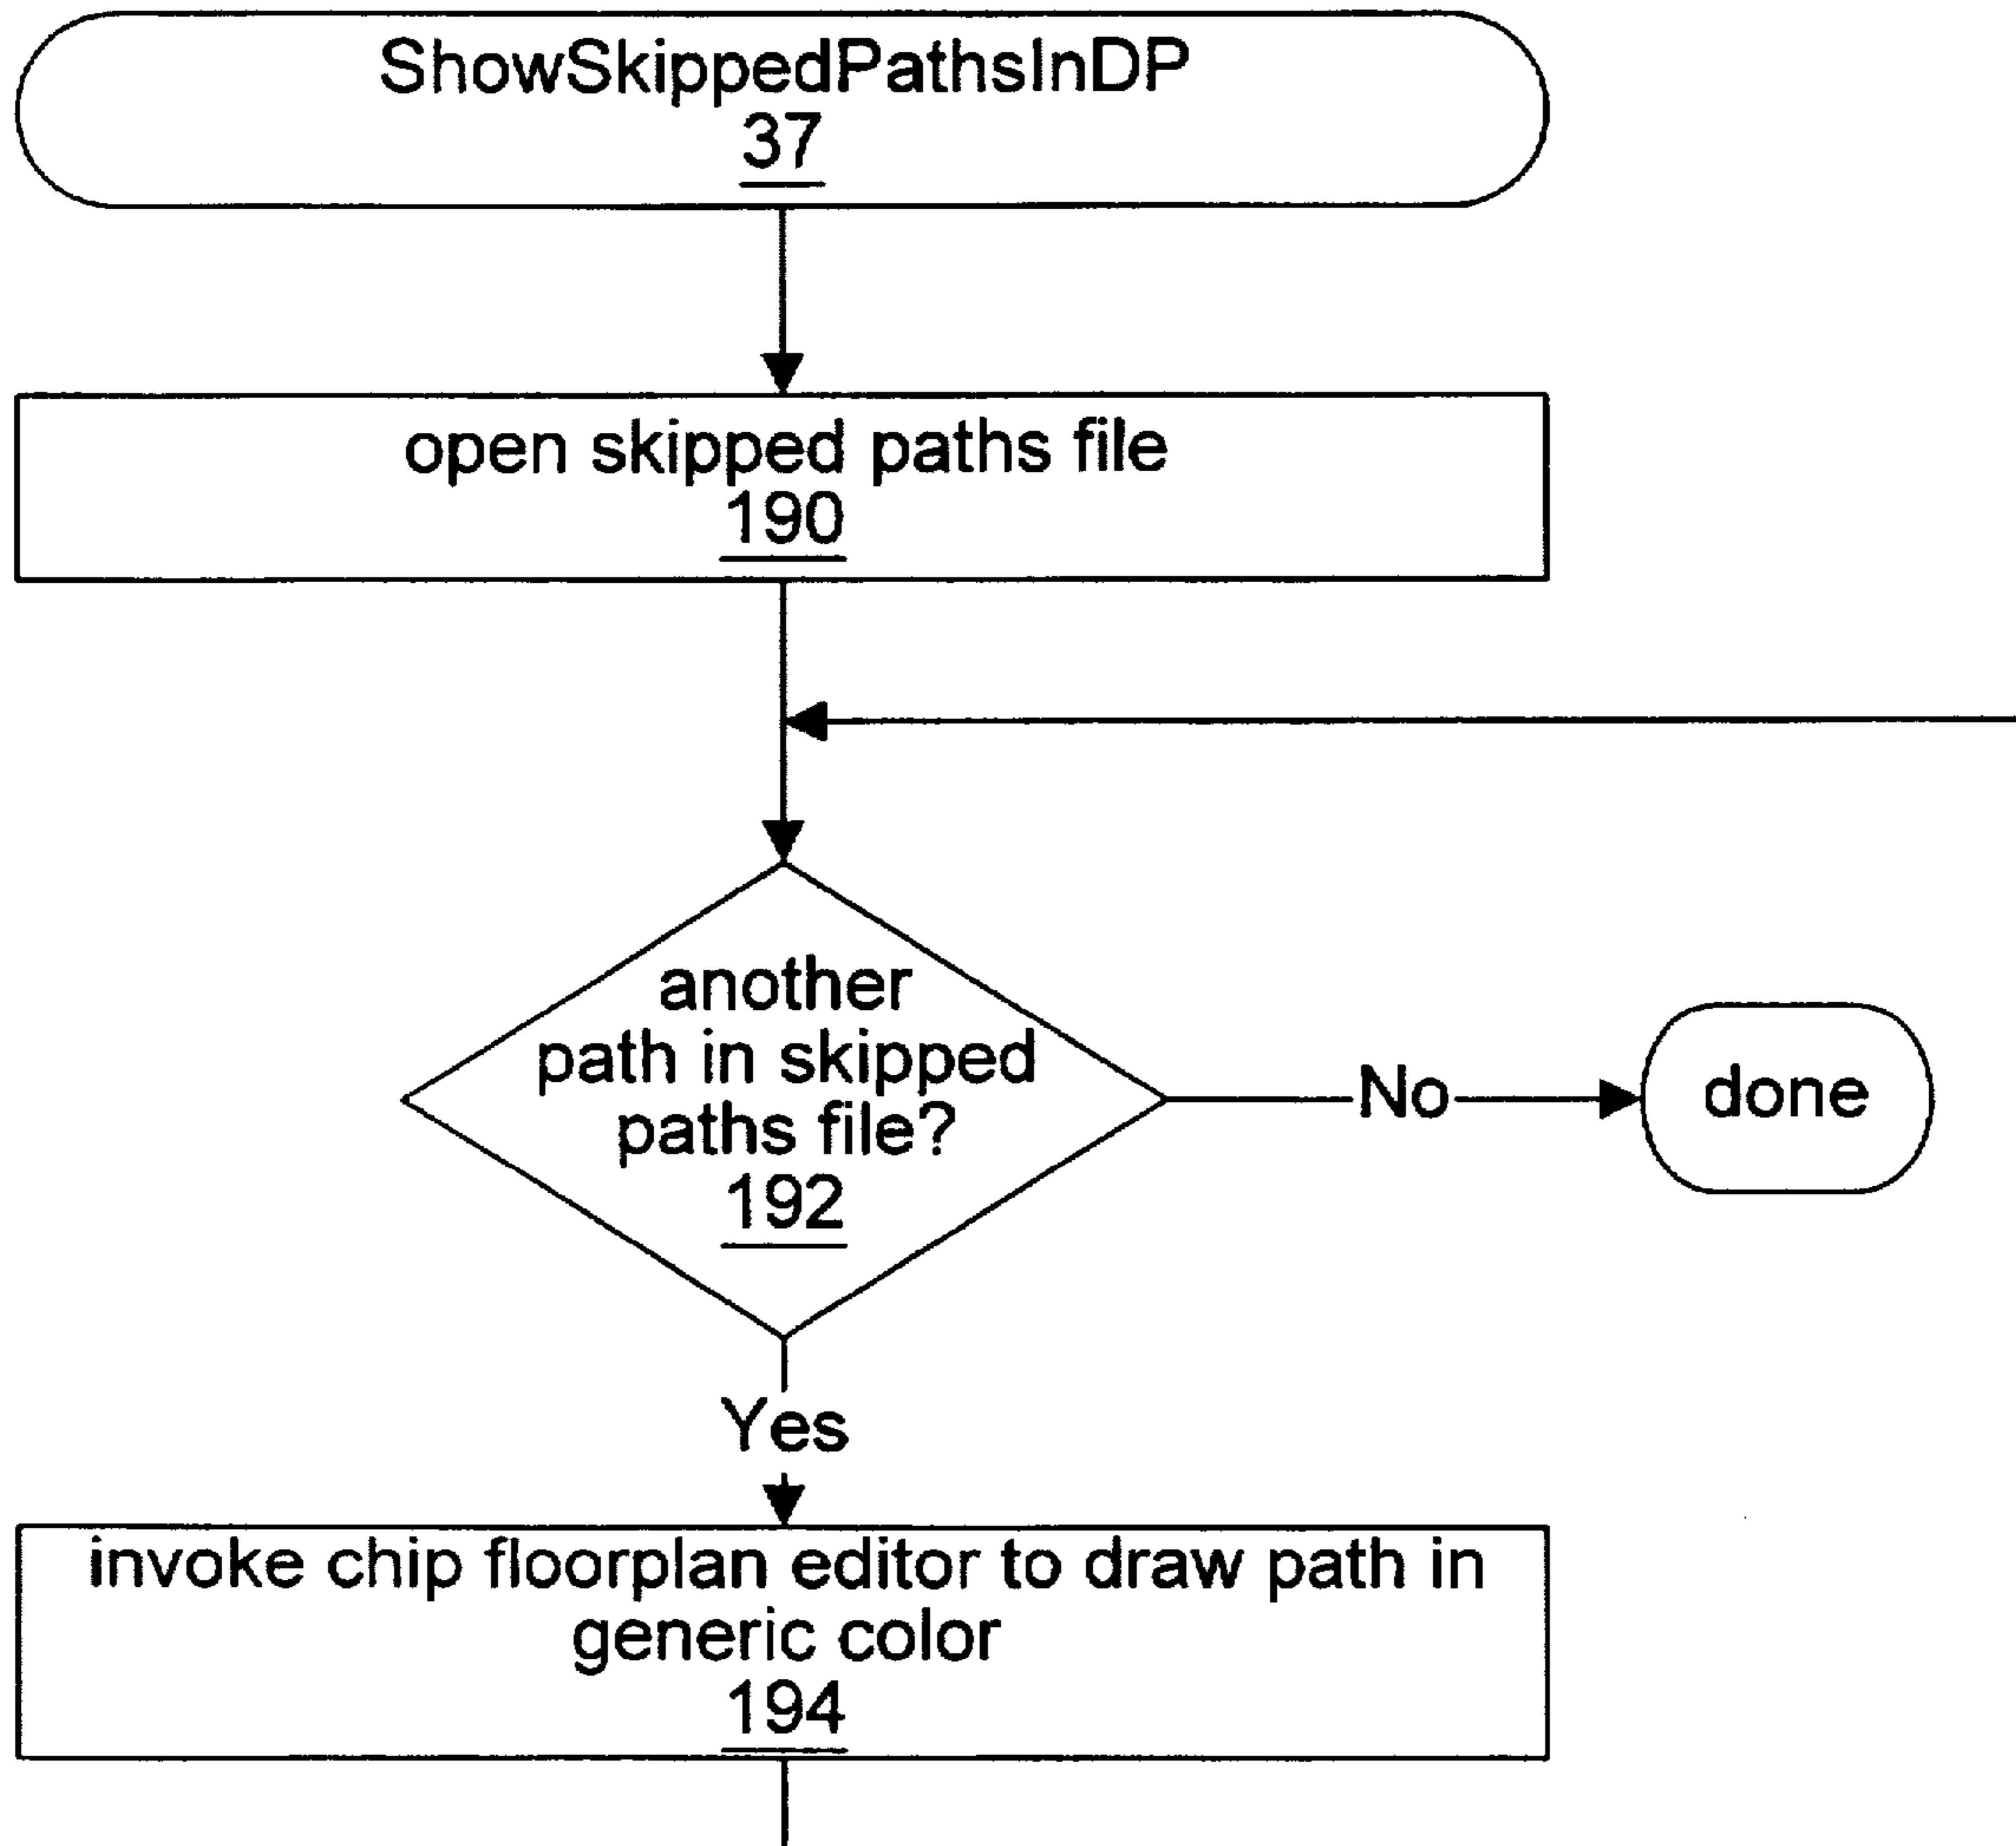 ShowSkippedPathsInDP
37
open skipped paths file
190
another
path in skipped
paths file?
192
No
done
Yes
invoke chip floorplan editor to draw path in
generic color
194